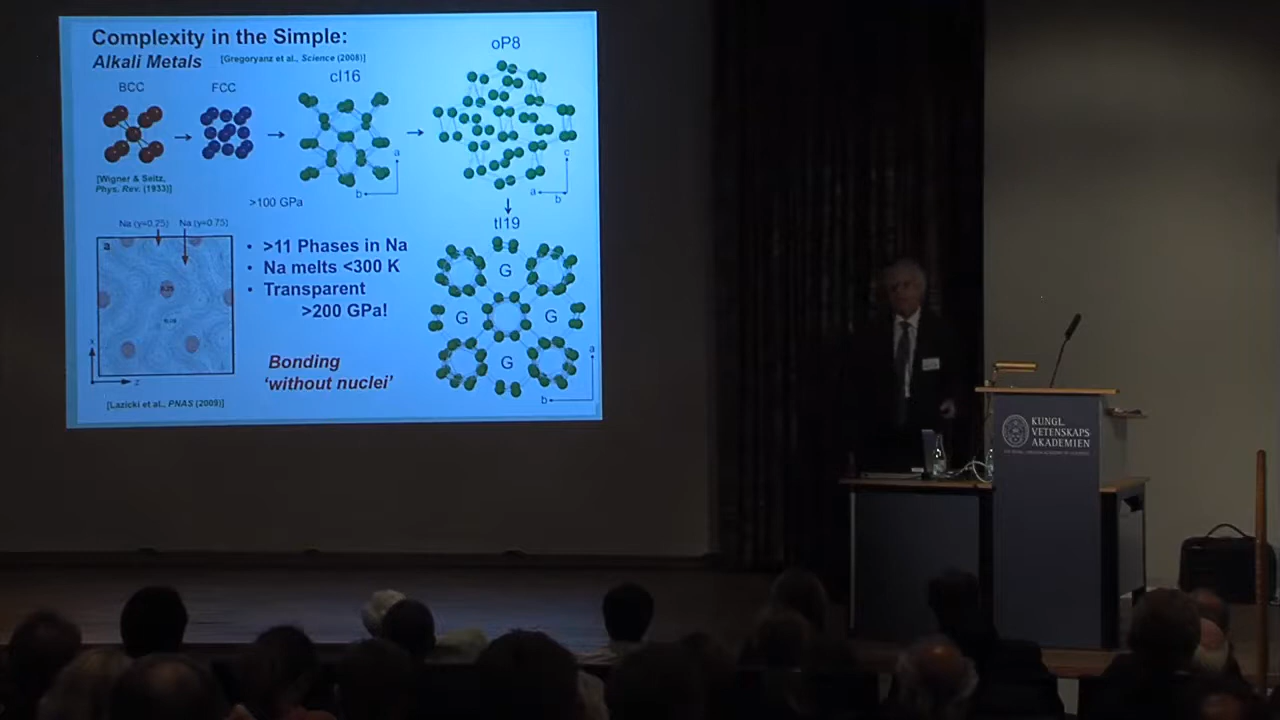 Complexity in the Simple:
Alkali Metals
[Gregoryanz et al., Science (2008)]
BCC
FCC
cI16
oP8
a
b
c
a
b
[Wigner & Seitz,
Phys. Rev. (1933)]
>100 GPa
tI19
Na (y=0.25) Na (y=0.75)
a
x
z
• >11 Phases in Na
• Na melts <300 K
• Transparent
>200 GPa!
Bonding
‘without nuclei’
G
G
G
G
a
b
[Lazicki et al., PNAS (2009)]
KUNGL.
VETENSKAPS
AKADEMIEN